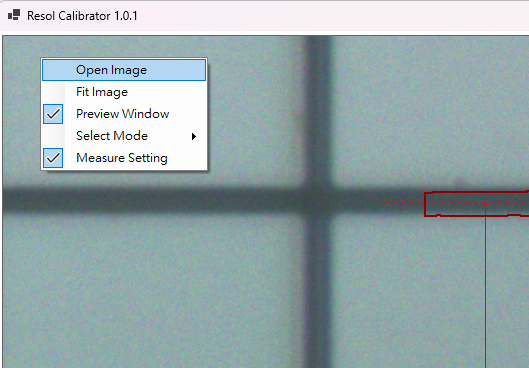 Resol Calibrator 1.0.1
Open Image
Fit Image
Preview Window
Select Mode
Measure Setting